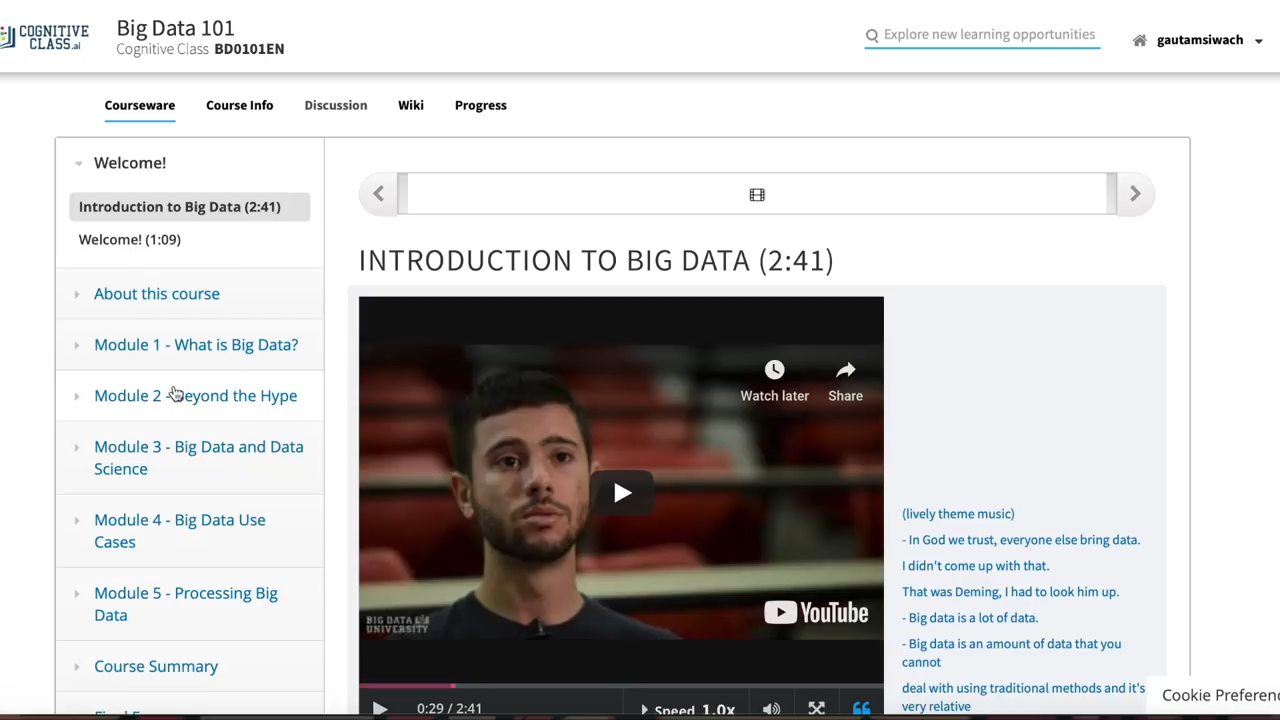 COGNITIVE
CLASS.ai
Big Data 101
Cognitive Class BD0101EN
Explore new learning opportunities
gautamsiwach
Courseware
Course Info
Discussion
Wiki
Progress
Welcome!
Introduction to Big Data (2:41)
Welcome! (1:09)
About this course
Module 1 - What is Big Data?
Module 2 - Beyond the Hype
Module 3 - Big Data and Data
Science
Module 4 - Big Data Use
Cases
Module 5 - Processing Big
Data
Course Summary
INTRODUCTION TO BIG DATA (2:41)
Watch later
Share
BIG DATA
UNIVERSITY
YouTube
0:29 / 2:41
Speed 1.0x
(lively theme music)
- In God we trust, everyone else bring data.
I didn't come up with that.
That was Deming, I had to look him up.
- Big data is a lot of data.
- Big data is an amount of data that you
cannot
deal with using traditional methods and it's
very relative
Cookie Preferen